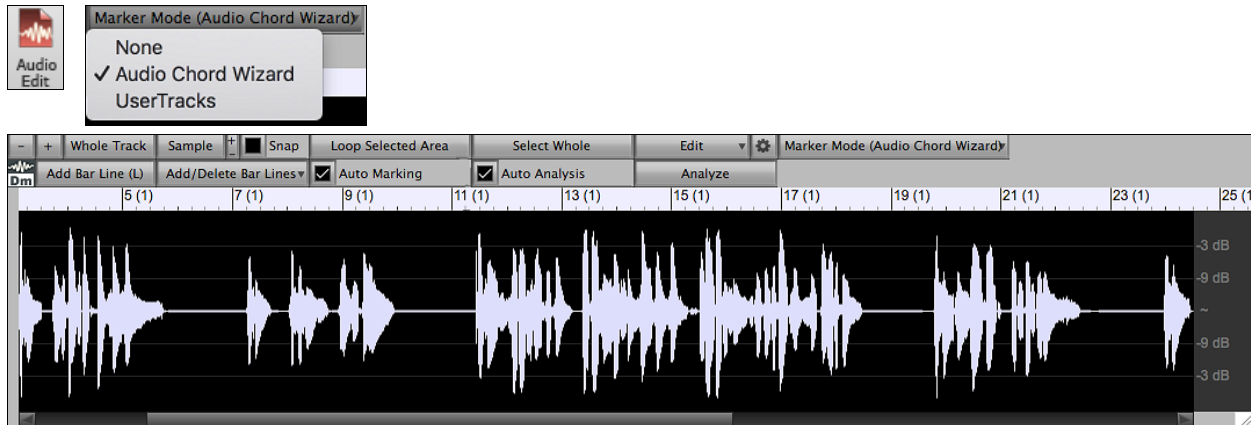 Audio
Edit
Marker Mode (Audio Chord Wizard)
None
✓ Audio Chord Wizard
UserTracks
- + Whole Track Sample + - Snap Loop Selected Area Select Whole Edit Marker Mode (Audio Chord Wizard)
Dm Add Bar Line (L) Add/Delete Bar Lines Auto Marking Auto Analysis Analyze
5 (1) 7 (1) 9 (1) 11 (1) 13 (1) 15 (1) 17 (1) 19 (1) 21 (1) 23 (1) 25 (1
-3 dB
-9 dB
~
-9 dB
-3 dB